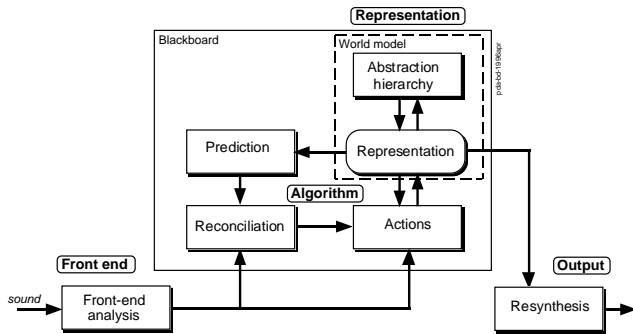 Representation
Blackboard
World model
Abstraction
hierarchy
pda-bd-1996apr
Prediction
Representation
Algorithm
Reconciliation
Actions
Front end
Output
sound
Front-end
analysis
Resynthesis